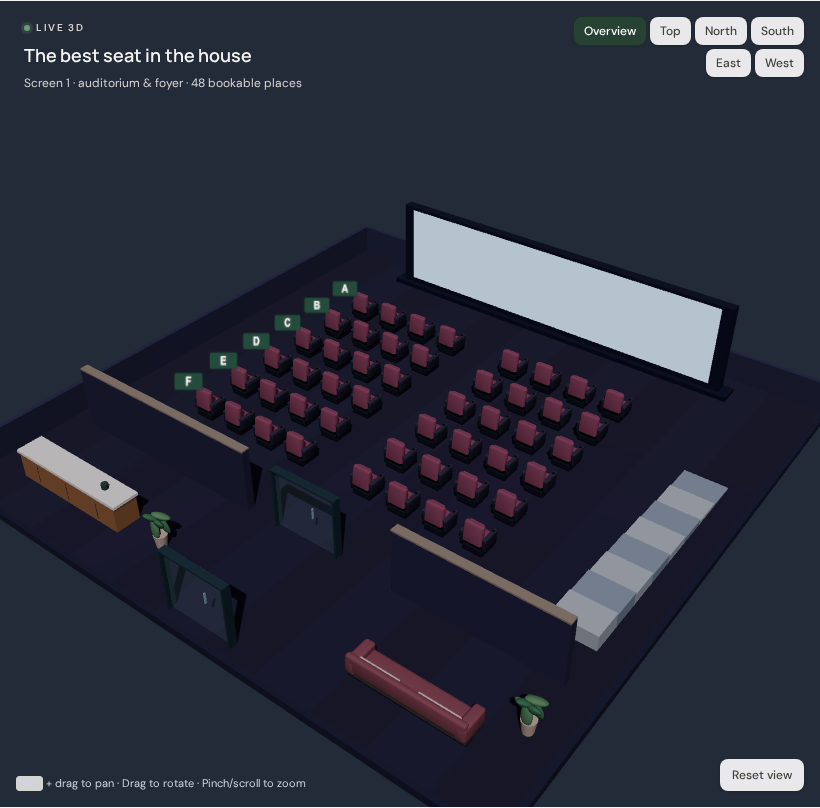 LIVE 3D
The best seat in the house
Screen 1 · auditorium & foyer · 48 bookable places
Overview
Top
North
South
East
West
A
B
C
D
E
F
+ drag to pan · Drag to rotate · Pinch/scroll to zoom
Reset view